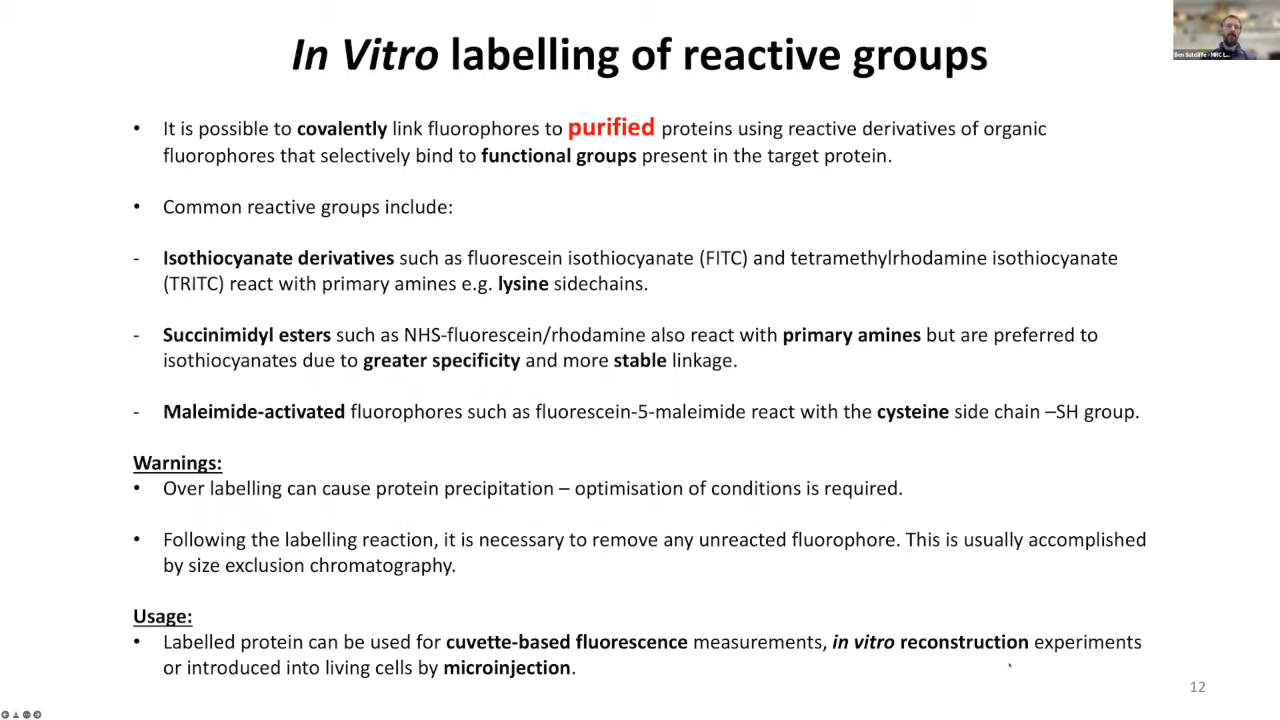 In Vitro labelling of reactive groups
Ben Sutcliffe - MRC L...
• It is possible to covalently link fluorophores to purified proteins using reactive derivatives of organic
fluorophores that selectively bind to functional groups present in the target protein.
• Common reactive groups include:
- Isothiocyanate derivatives such as fluorescein isothiocyanate (FITC) and tetramethylrhodamine isothiocyanate
(TRITC) react with primary amines e.g. lysine sidechains.
- Succinimidyl esters such as NHS-fluorescein/rhodamine also react with primary amines but are preferred to
isothiocyanates due to greater specificity and more stable linkage.
- Maleimide-activated fluorophores such as fluorescein-5-maleimide react with the cysteine side chain –SH group.
Warnings:
• Over labelling can cause protein precipitation – optimisation of conditions is required.
• Following the labelling reaction, it is necessary to remove any unreacted fluorophore. This is usually accomplished
by size exclusion chromatography.
Usage:
• Labelled protein can be used for cuvette-based fluorescence measurements, in vitro reconstruction experiments
or introduced into living cells by microinjection.
12